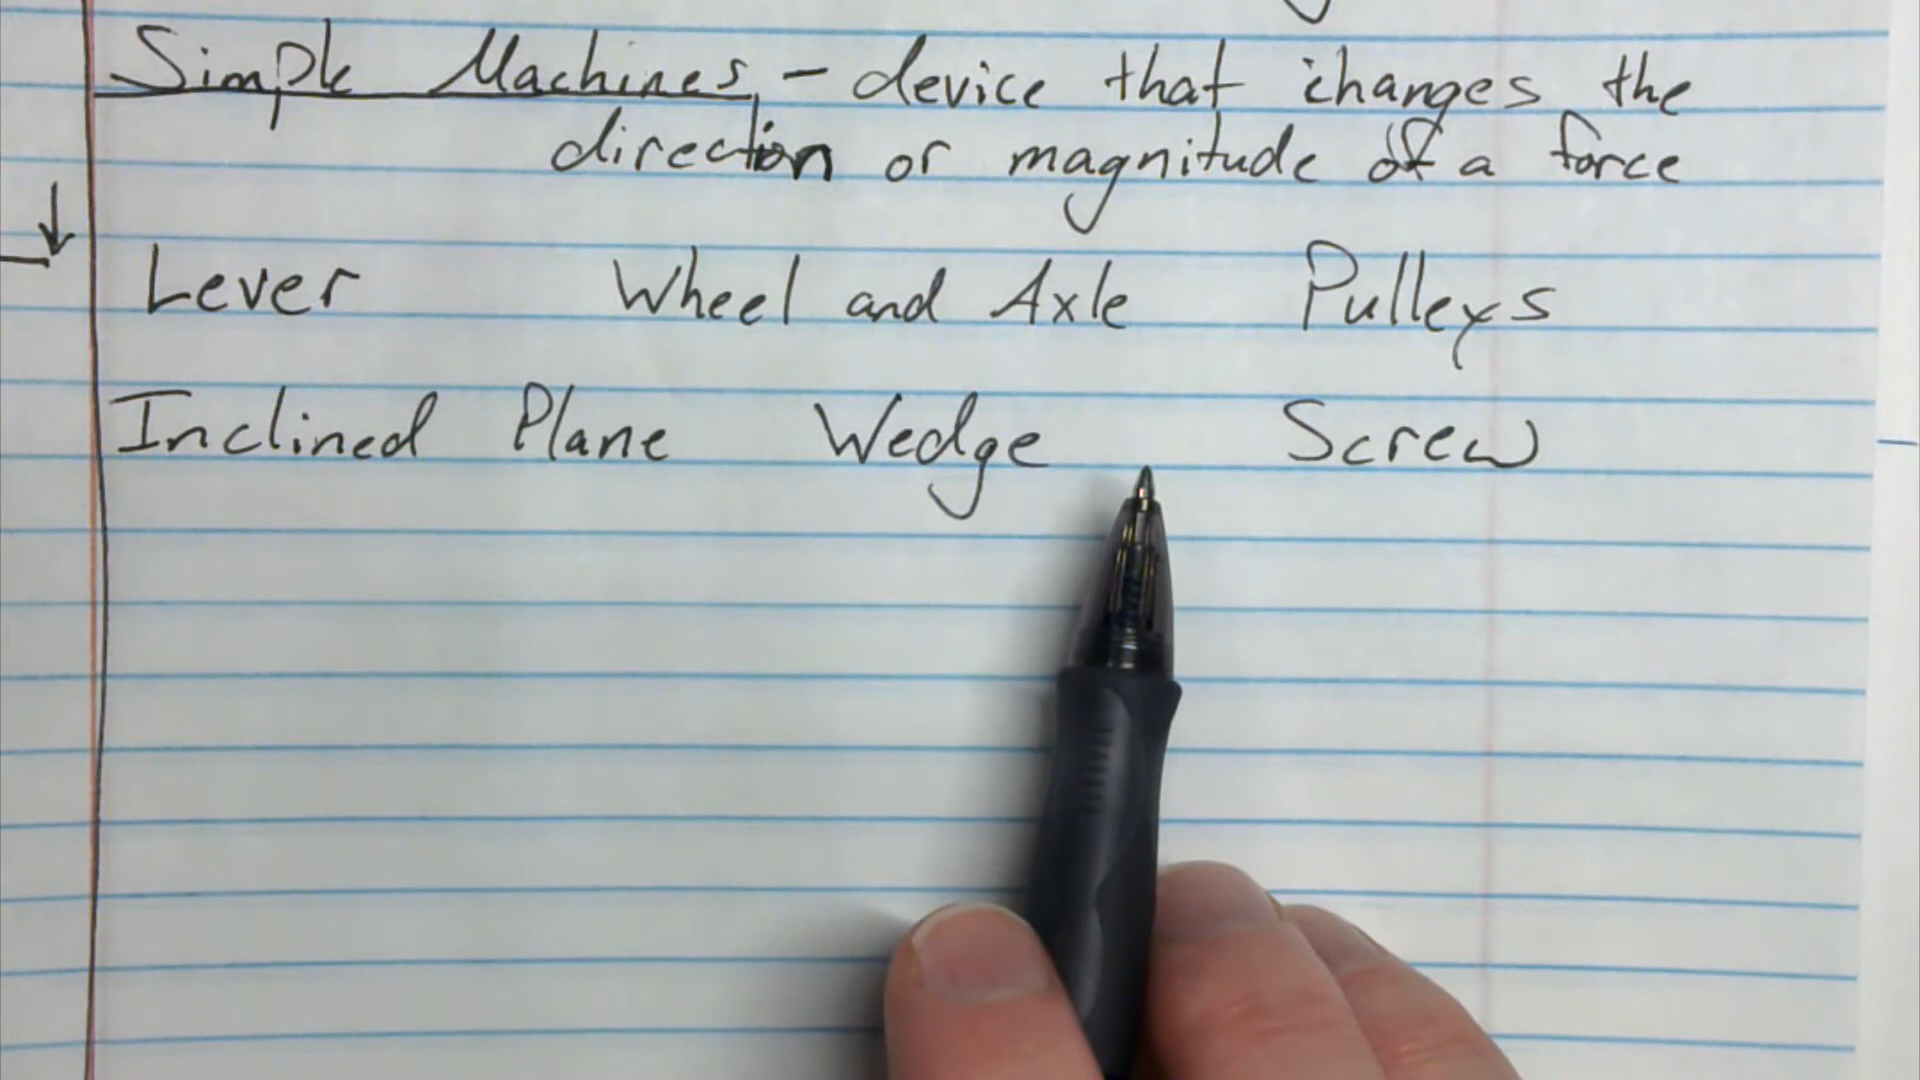 Simple Machines - device that changes the
direction or magnitude of a force
Lever Wheel and Axle Pulleys
Inclined Plane Wedge Screw